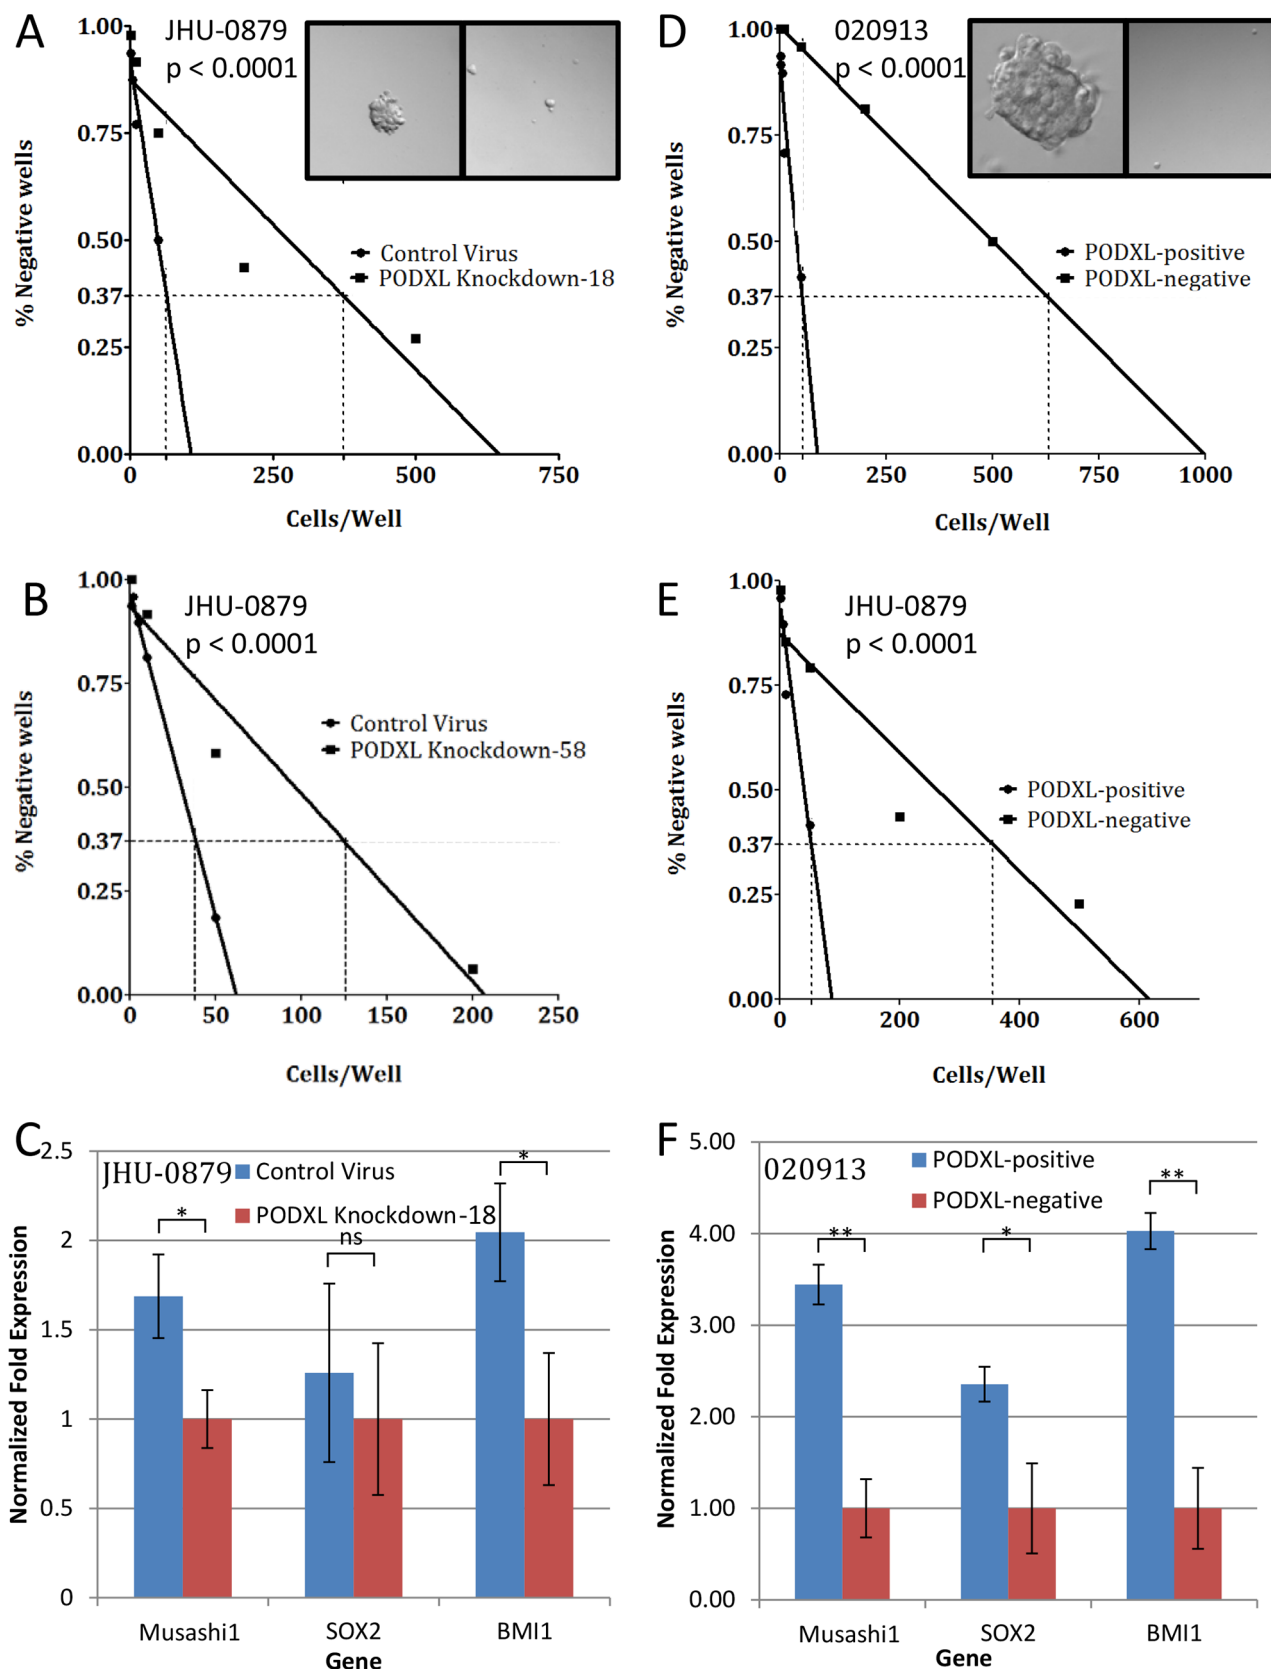 A
JHU-0879
p < 0.0001
% Negative wells
1.00
0.75
0.50
0.37
0.25
0.00
Control Virus
PODXL Knockdown-18
0
250
500
750
Cells/Well
D
020913
p < 0.0001
% Negative wells
1.00
0.75
0.50
0.37
0.25
0.00
PODXL-positive
PODXL-negative
0
250
500
750
1000
Cells/Well
B
JHU-0879
p < 0.0001
% Negative wells
1.00
0.75
0.50
0.37
0.25
0.00
Control Virus
PODXL Knockdown-58
0
50
100
150
200
250
Cells/Well
E
JHU-0879
p < 0.0001
% Negative wells
1.00
0.75
0.50
0.37
0.25
0.00
PODXL-positive
PODXL-negative
0
200
400
600
Cells/Well
C
JHU-0879
Control Virus
PODXL Knockdown-18
Normalized Fold Expression
2.5
2
1.5
1
0.5
0
*
ns
*
Musashi1
SOX2
BMI1
Gene
F
020913
PODXL-positive
PODXL-negative
Normalized Fold Expression
5.00
4.00
3.00
2.00
1.00
0.00
**
*
**
Musashi1
SOX2
BMI1
Gene